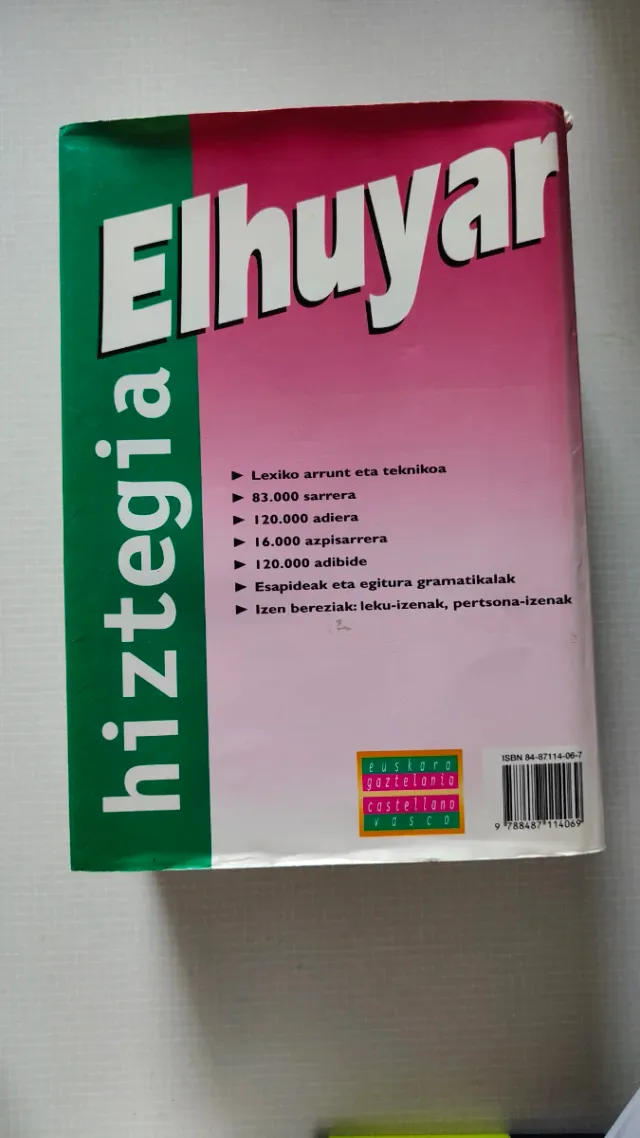 Elhuyar
hiztegia
► Lexiko arrunt eta teknikoa
► 83.000 sarrera
► 120.000 adiera
► 16.000 azpisarrera
► 120.000 adibide
► Esapideak eta egitura gramatikalak
► Izen bereziak: leku-izenak, pertsona-izenak
euskara
gaztelania
castellano
vasco
ISBN 84-87114-06-7
9 788487 114069